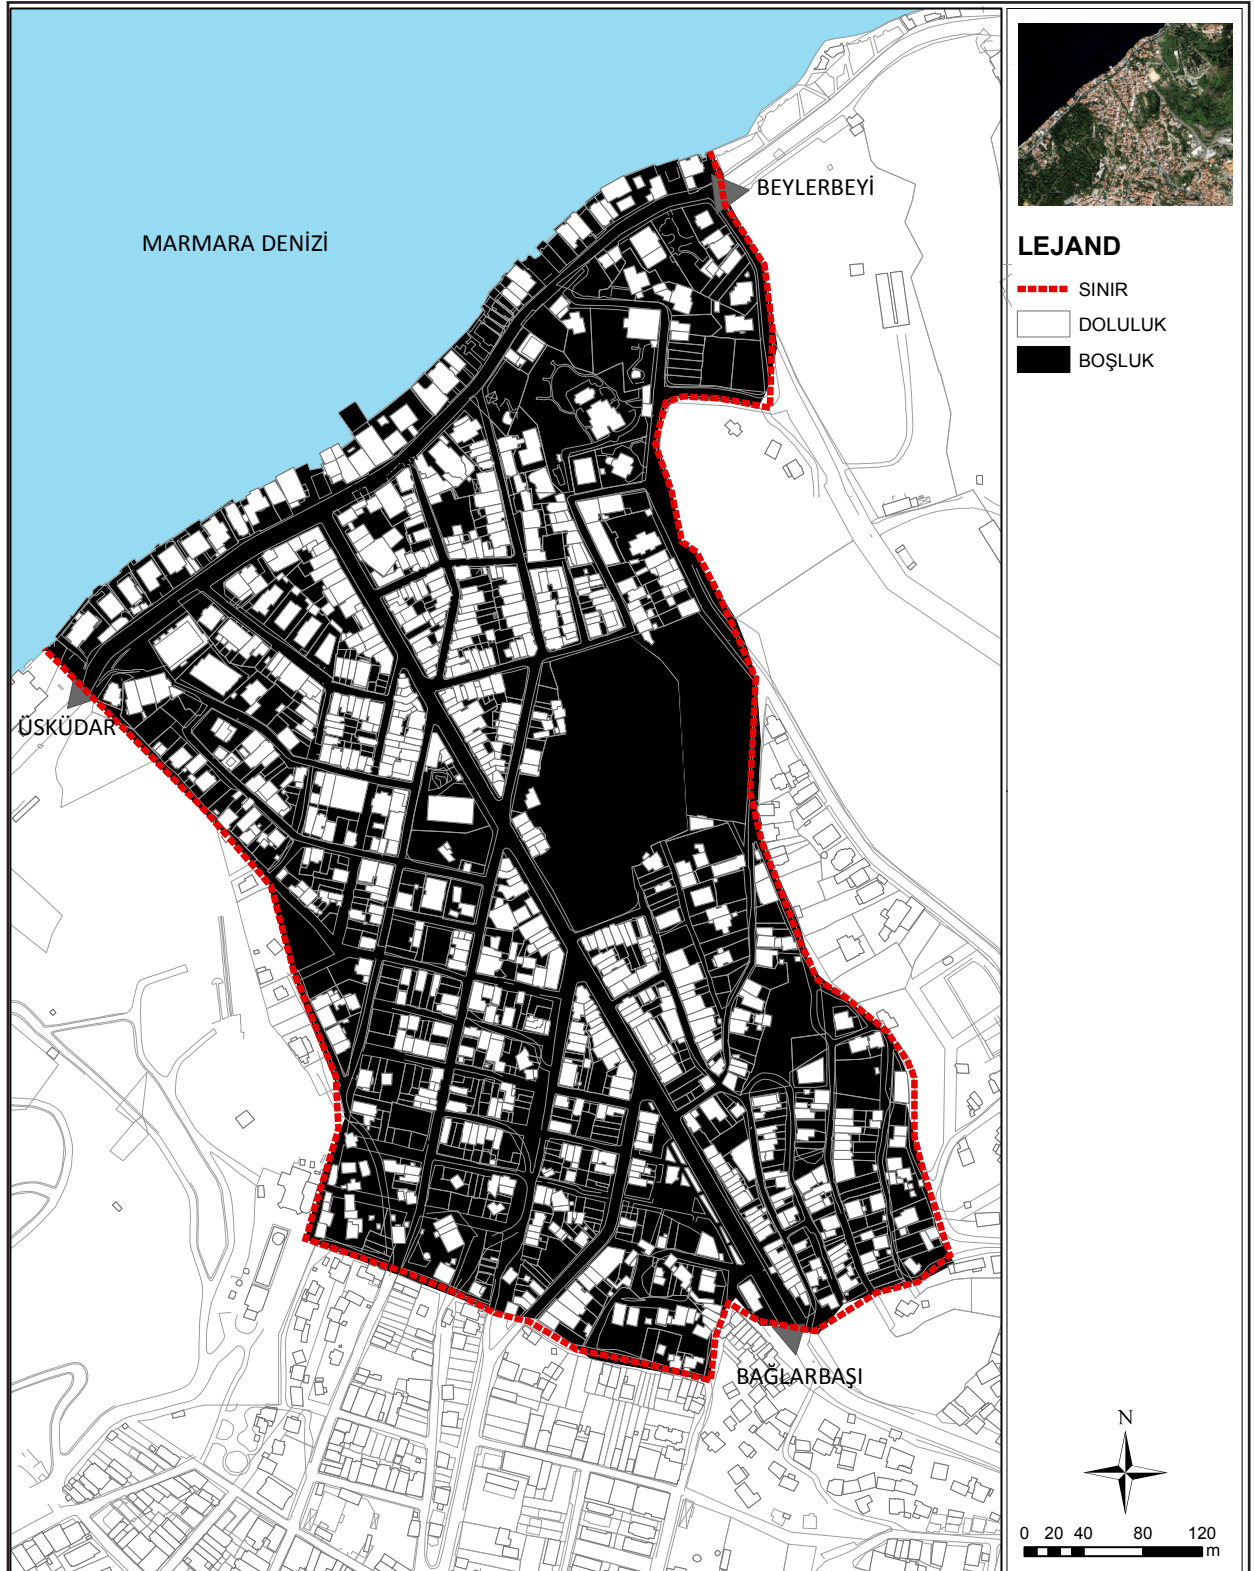 BEYLERBEYİ
MARMARA DENİZİ
ÜSKÜDAR
BAĞLARBAŞI
LEJAND
SINIR
DOLULUK
BOŞLUK
N
0 20 40 80 120
m